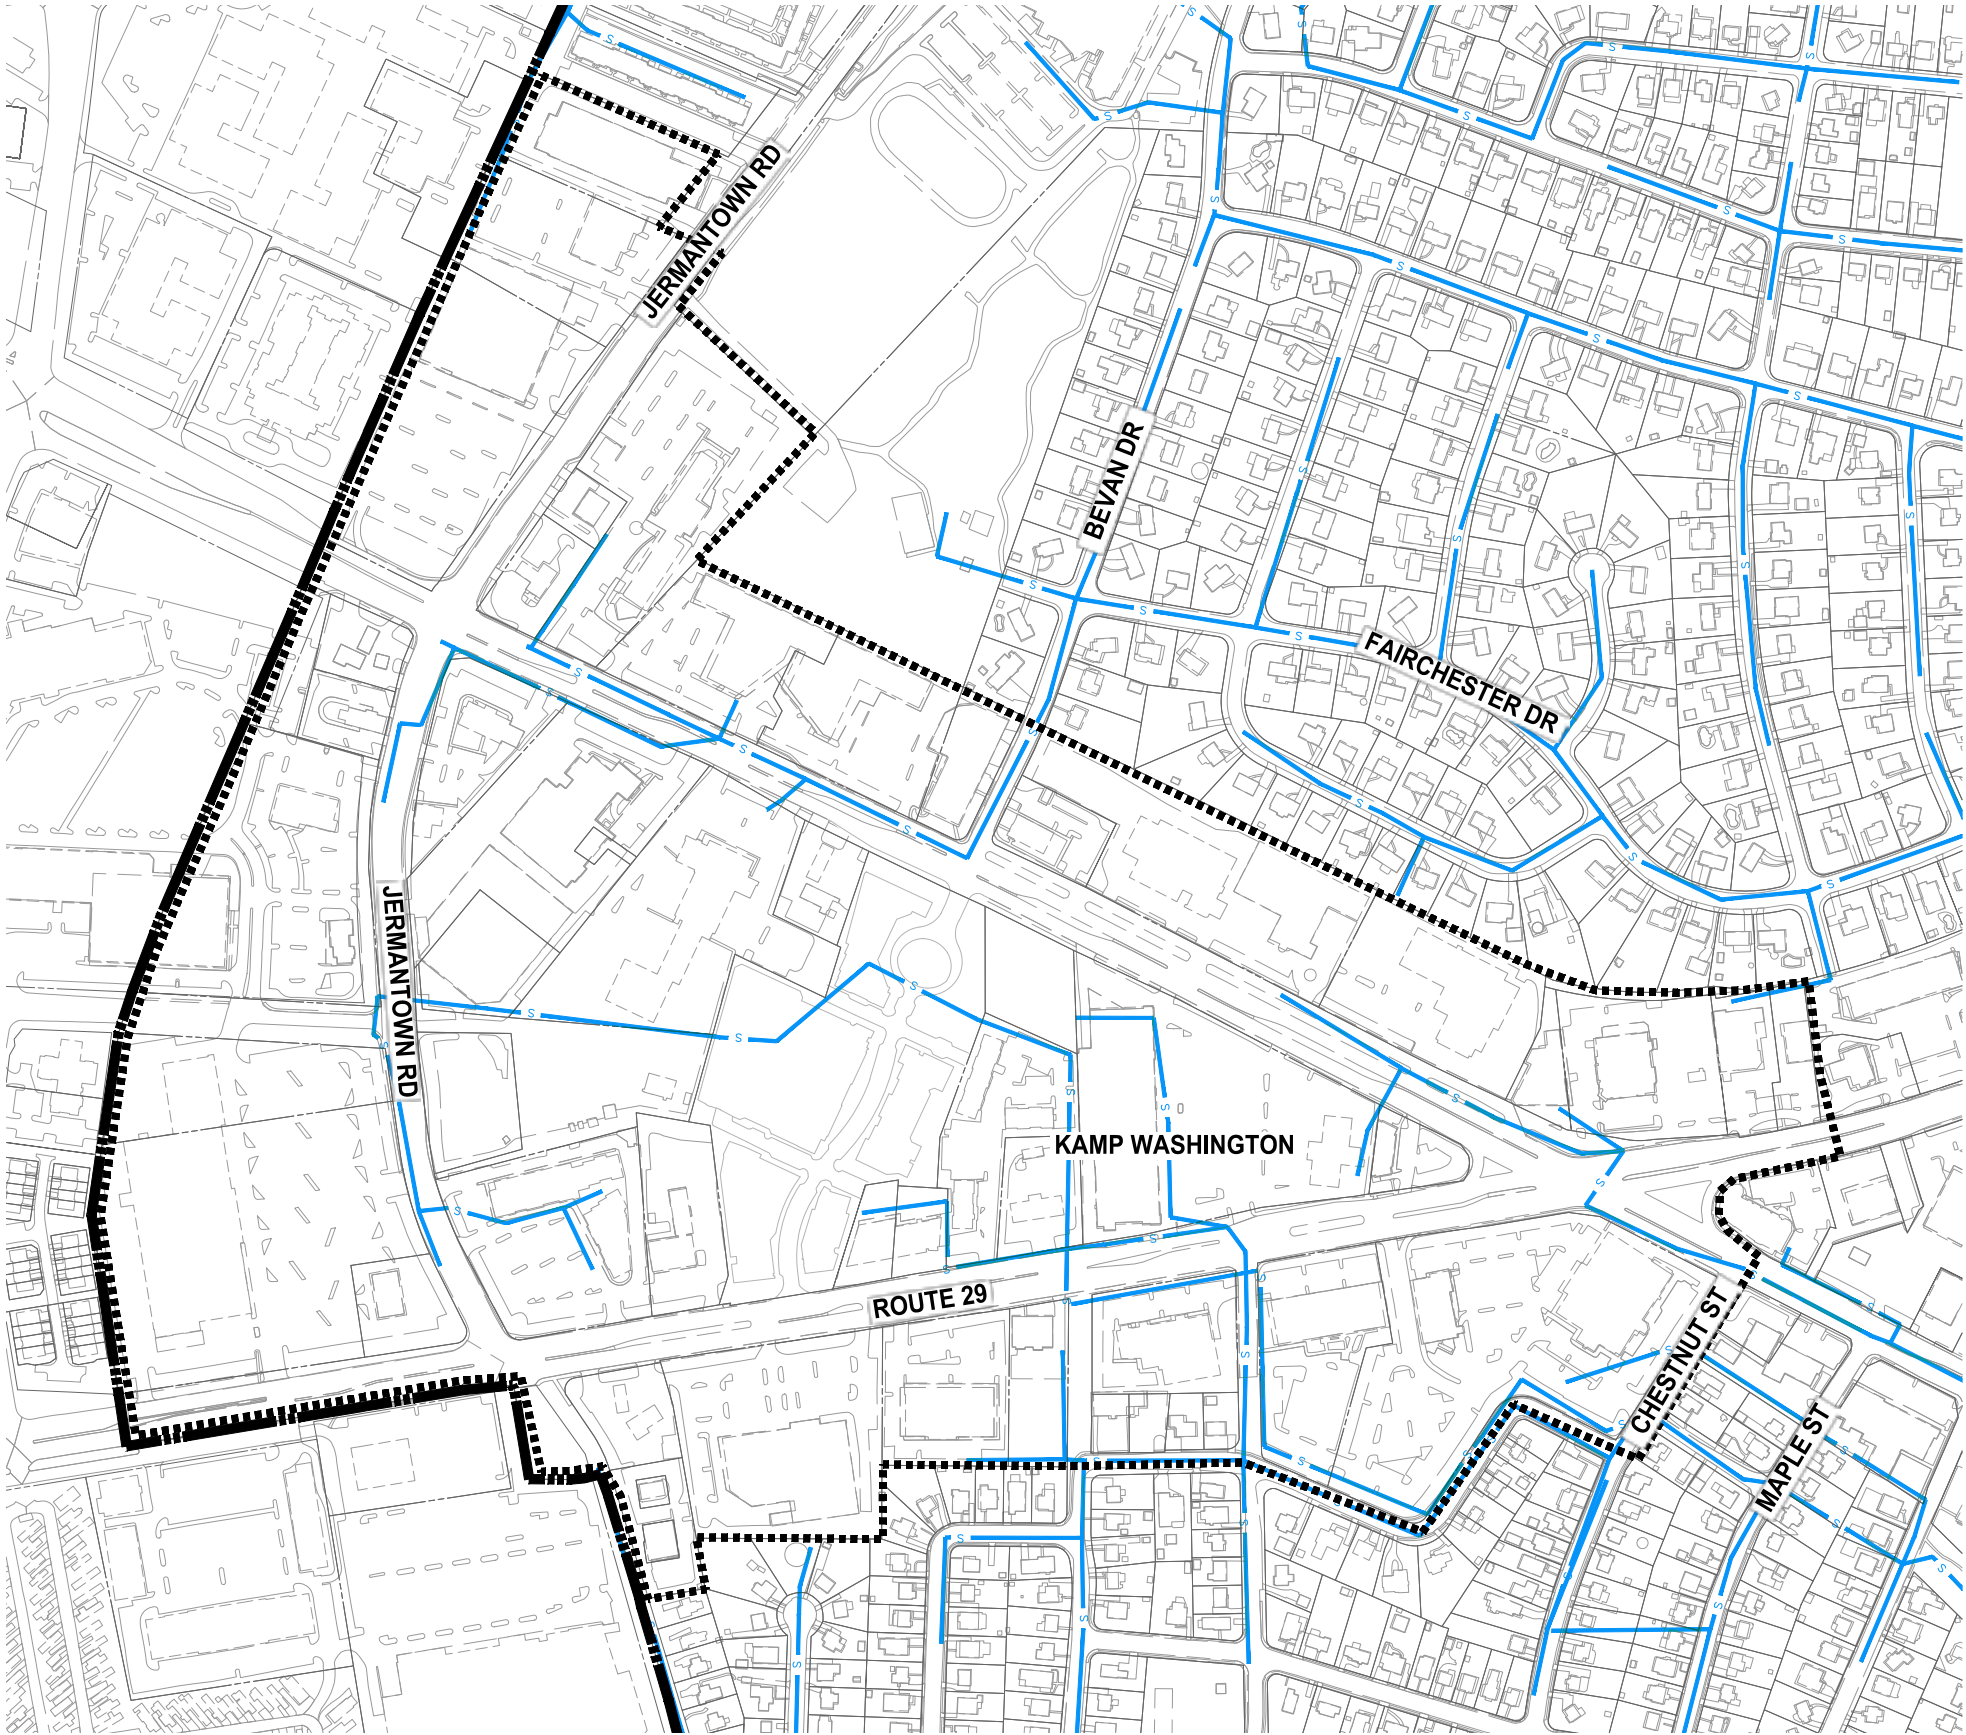 JERMANTOWN RD
BEVAN DR
FAIRCHESTER DR
JERMANTOWN RD
KAMP WASHINGTON
ROUTE 29
CHESTNUT ST
MAPLE ST